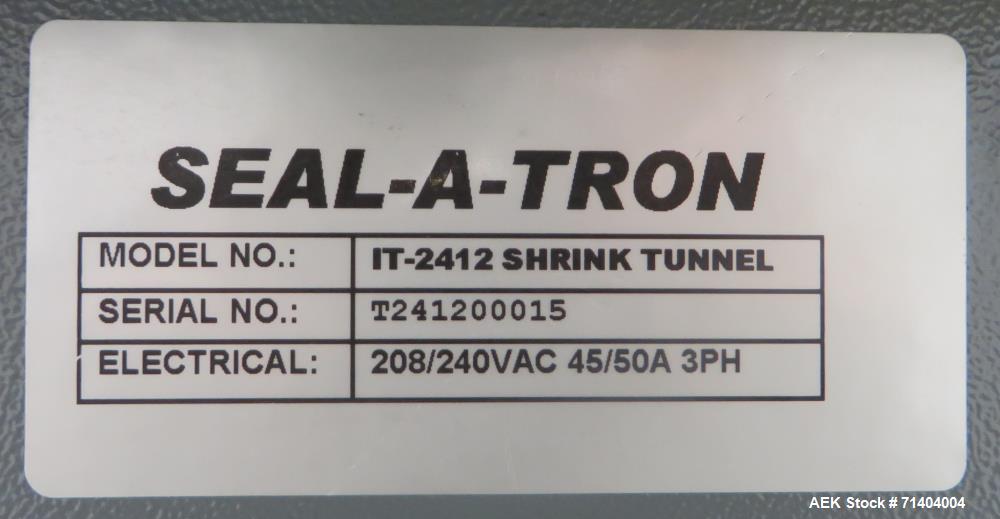 SEAL-A-TRON
MODEL NO.: IT-2412 SHRINK TUNNEL
SERIAL NO.: T241200015
ELECTRICAL: 208/240VAC 45/50A 3PH
AEK Stock # 71404004